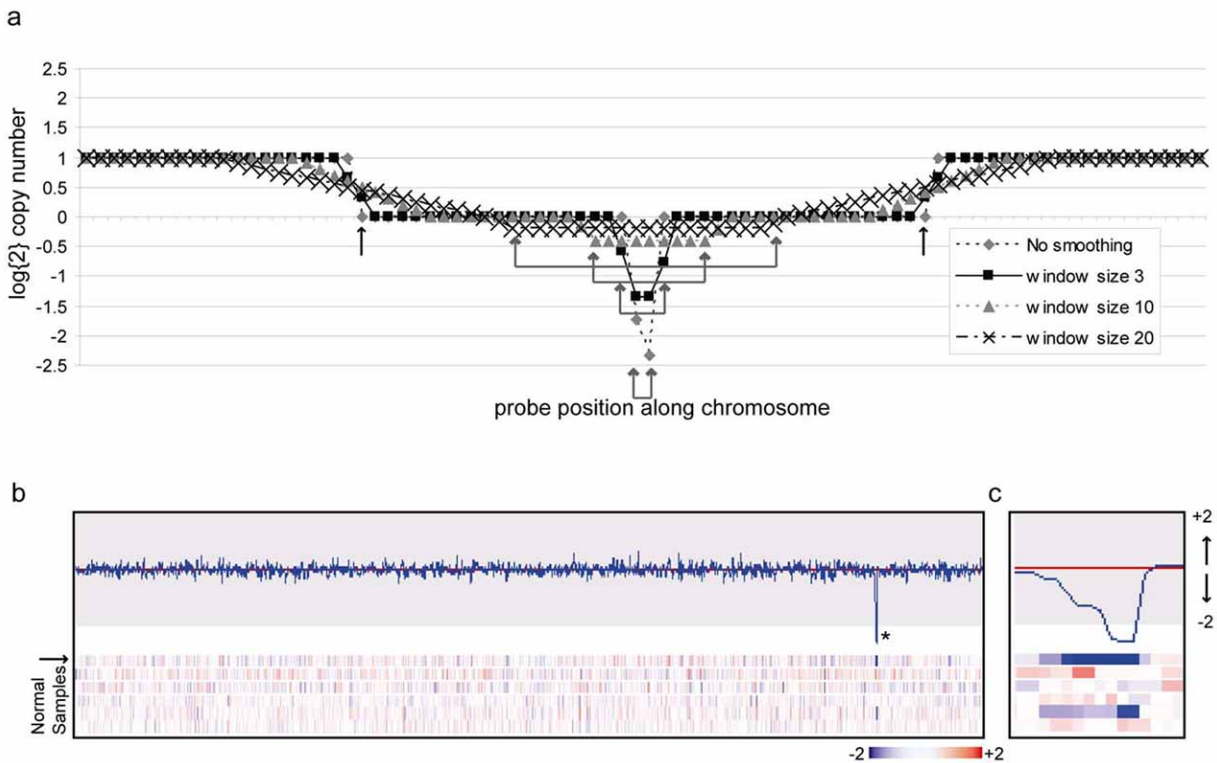 a
log{2} copy number
2.5
2
1.5
1
0.5
0
-0.5
-1
-1.5
-2
-2.5
No smoothing
window size 3
window size 10
window size 20
probe position along chromosome
b
*
Normal
Samples
-2
+2
c
+2
-2